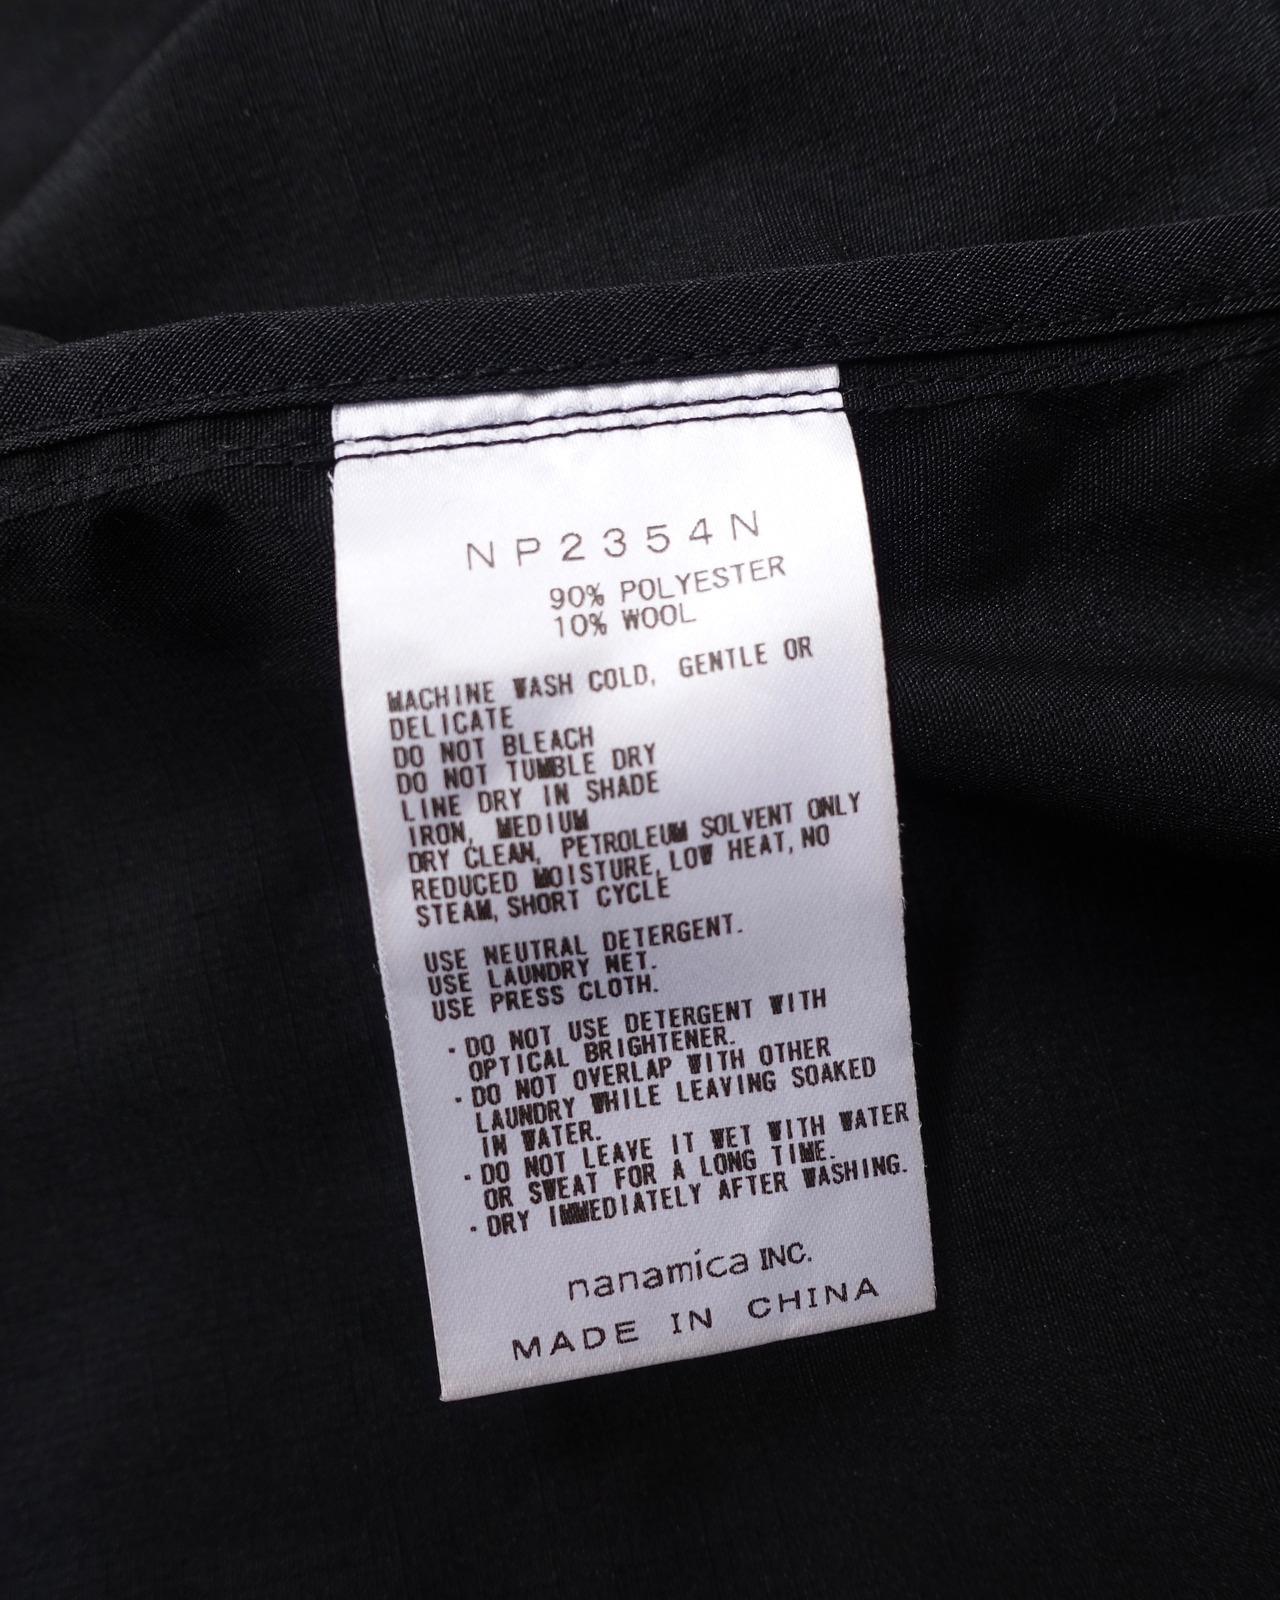 NP2354N
90% POLYESTER
10% WOOL
MACHINE WASH COLD, GENTLE OR
DELICATE
DO NOT BLEACH
DO NOT TUMBLE DRY
LINE DRY IN SHADE
IRON, MEDIUM
DRY CLEAN, PETROLEUM SOLVENT ONLY
REDUCED MOISTURE, LOW HEAT, NO
STEAM, SHORT CYCLE
USE NEUTRAL DETERGENT.
USE LAUNDRY NET.
USE PRESS CLOTH.
・DO NOT USE DETERGENT WITH
OPTICAL BRIGHTENER.
・DO NOT OVERLAP WITH OTHER
LAUNDRY WHILE LEAVING SOAKED
IN WATER.
・DO NOT LEAVE IT WET WITH WATER
OR SWEAT FOR A LONG TIME.
・DRY IMMEDIATELY AFTER WASHING.
nanamica INC.
MADE IN CHINA